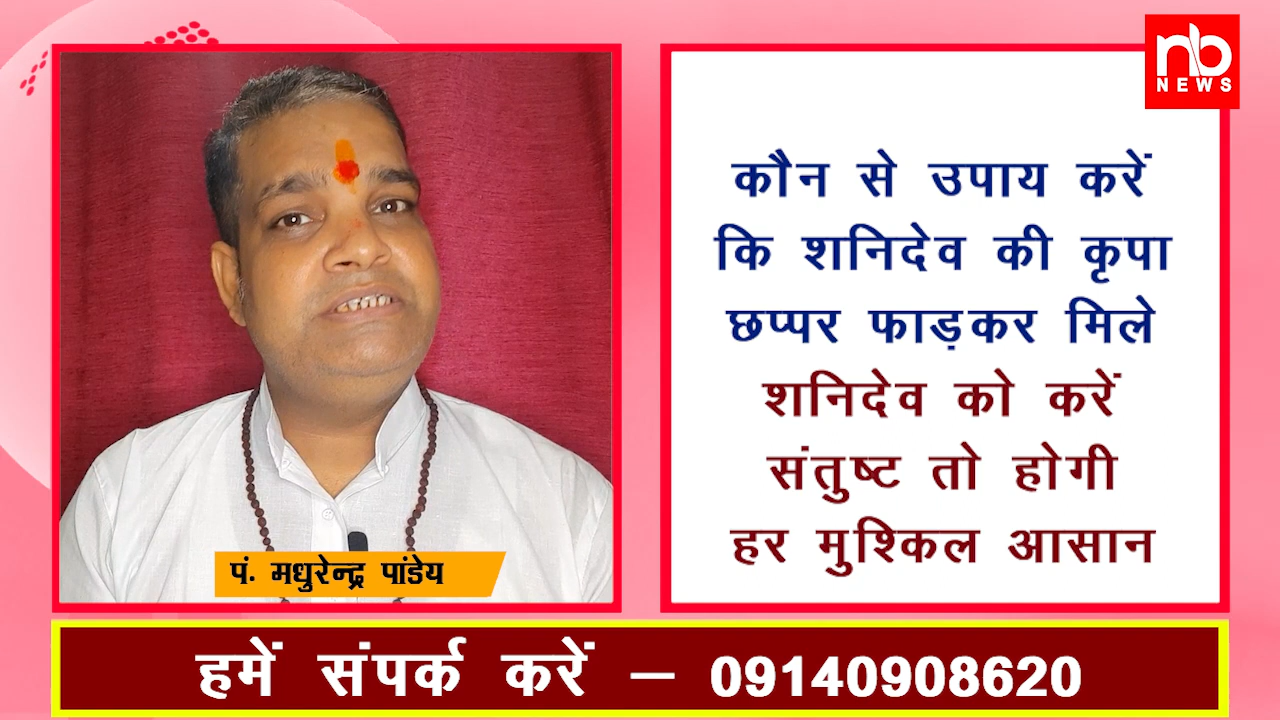 nb
NEWS
कौन से उपाय करें
कि शनिदेव की कृपा
छप्पर फाड़कर मिले
शनिदेव को करें
संतुष्ट तो होगी
हर मुश्किल आसान
पं. मधुरेन्द्र पांडेय
हमें संपर्क करें – 09140908620